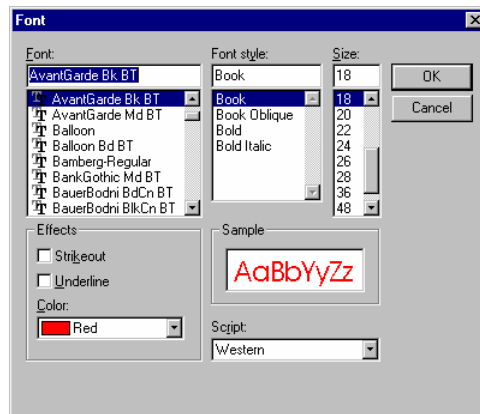 Font
Font: Font style: Size:
AvantGarde Bk BT Book 18 OK
AvantGarde Bk BT Book 18
AvantGarde Md BT Book Oblique 20 Cancel
Balloon Bold 22
Balloon Bd BT Bold Italic 24
Bamberg-Regular 26
BankGothic Md BT 28
BauerBodni BdCn BT 36
BauerBodni BlkCn BT 48
Effects Sample
Strikeout
Underline AaBbYyZz
Color:
Red Script:
Western